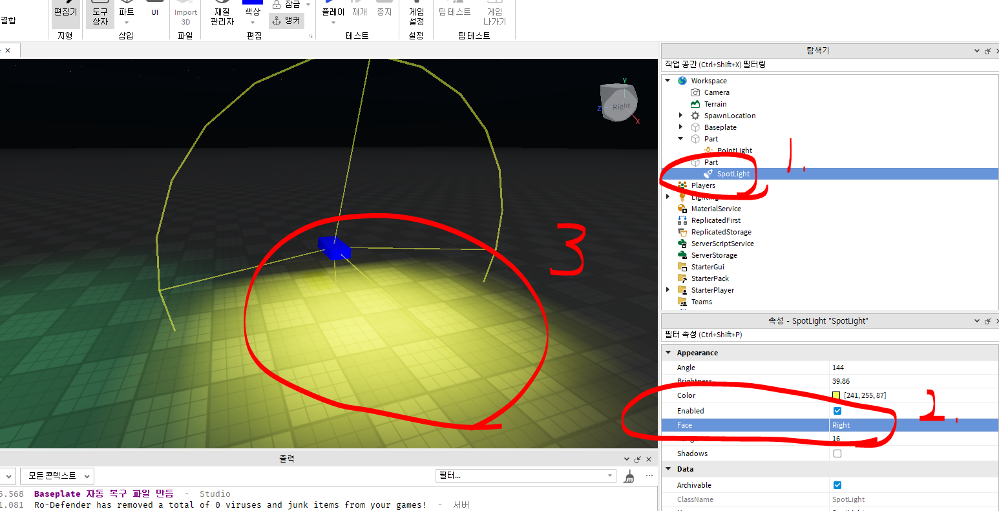 결합
편집기
지형
도구
상자
파트
UI
삽입
Import
3D
파일
재질
관리자
색상
잠금
앵커
편집
플레이
재개
중지
테스트
게임
설정
설정
팀 테스트
게임
나가기
팀 테스트
Y
Z
Right
X
탐색기
작업 공간 (Ctrl+Shift+X) 필터링
Workspace
Camera
Terrain
SpawnLocation
Baseplate
Part
PointLight
Part
SpotLight
1.
Players
Lighting
MaterialService
ReplicatedFirst
ReplicatedStorage
ServerScriptService
ServerStorage
StarterGui
StarterPack
StarterPlayer
Teams
3
속성 - SpotLight "SpotLight"
필터 속성 (Ctrl+Shift+P)
Appearance
Angle 144
Brightness 39.86
Color [241, 255, 87]
Enabled
Face Right
2.
Range 16
Shadows
Data
Archivable
ClassName SpotLight
출력
모든 콘텍스트
필터...
5.568 Baseplate 자동 복구 파일 만듦 - Studio
1.081 Ro-Defender has removed a total of 0 viruses and junk items from your games! - 서버